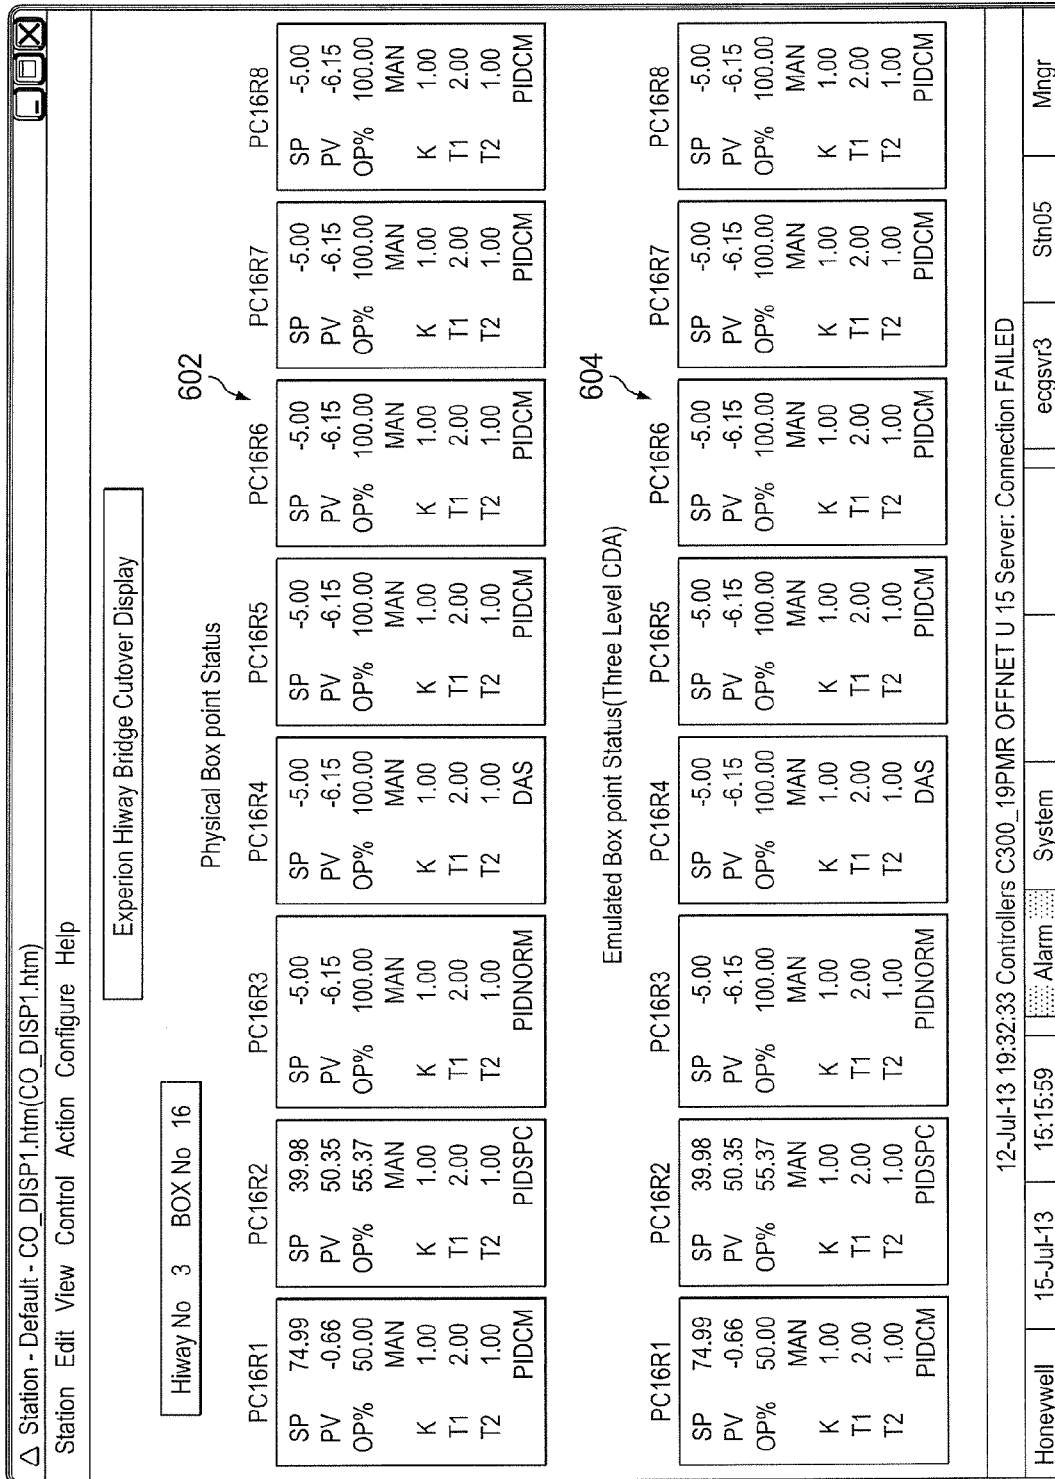 △ Station - Default - CO_DISP1.htm(CO_DISP1.htm)
Station Edit View Control Action Configure Help
Experion Hiway Bridge Cutover Display
Hiway No 3 BOX No 16
Physical Box point Status
602
PC16R1 PC16R2 PC16R3 PC16R4 PC16R5 PC16R6 PC16R7 PC16R8
SP 74.99 SP 39.98 SP -5.00 SP -5.00 SP -5.00 SP -5.00 SP -5.00 SP -5.00
PV -0.66 PV 50.35 PV -6.15 PV -6.15 PV -6.15 PV -6.15 PV -6.15 PV -6.15
OP% 50.00 OP% 55.37 OP% 100.00 OP% 100.00 OP% 100.00 OP% 100.00 OP% 100.00 OP% 100.00
MAN MAN MAN MAN MAN MAN MAN MAN
K 1.00 K 1.00 K 1.00 K 1.00 K 1.00 K 1.00 K 1.00 K 1.00
T1 2.00 T1 2.00 T1 2.00 T1 2.00 T1 2.00 T1 2.00 T1 2.00 T1 2.00
T2 1.00 T2 1.00 T2 1.00 T2 1.00 T2 1.00 T2 1.00 T2 1.00 T2 1.00
PIDCM PIDSPC PIDNORM DAS PIDCM PIDCM PIDCM PIDCM
Emulated Box point Status(Three Level CDA)
604
PC16R1 PC16R2 PC16R3 PC16R4 PC16R5 PC16R6 PC16R7 PC16R8
SP 74.99 SP 39.98 SP -5.00 SP -5.00 SP -5.00 SP -5.00 SP -5.00 SP -5.00
PV -0.66 PV 50.35 PV -6.15 PV -6.15 PV -6.15 PV -6.15 PV -6.15 PV -6.15
OP% 50.00 OP% 55.37 OP% 100.00 OP% 100.00 OP% 100.00 OP% 100.00 OP% 100.00 OP% 100.00
MAN MAN MAN MAN MAN MAN MAN MAN
K 1.00 K 1.00 K 1.00 K 1.00 K 1.00 K 1.00 K 1.00 K 1.00
T1 2.00 T1 2.00 T1 2.00 T1 2.00 T1 2.00 T1 2.00 T1 2.00 T1 2.00
T2 1.00 T2 1.00 T2 1.00 T2 1.00 T2 1.00 T2 1.00 T2 1.00 T2 1.00
PIDCM PIDSPC PIDNORM DAS PIDCM PIDCM PIDCM PIDCM
12-Jul-13 19:32:33 Controllers C300_19PMR OFFNET U 15 Server: Connection FAILED
Honeywell 15-Jul-13 15:15:59 Alarm System ecgsvr3 Stn05 Mngr